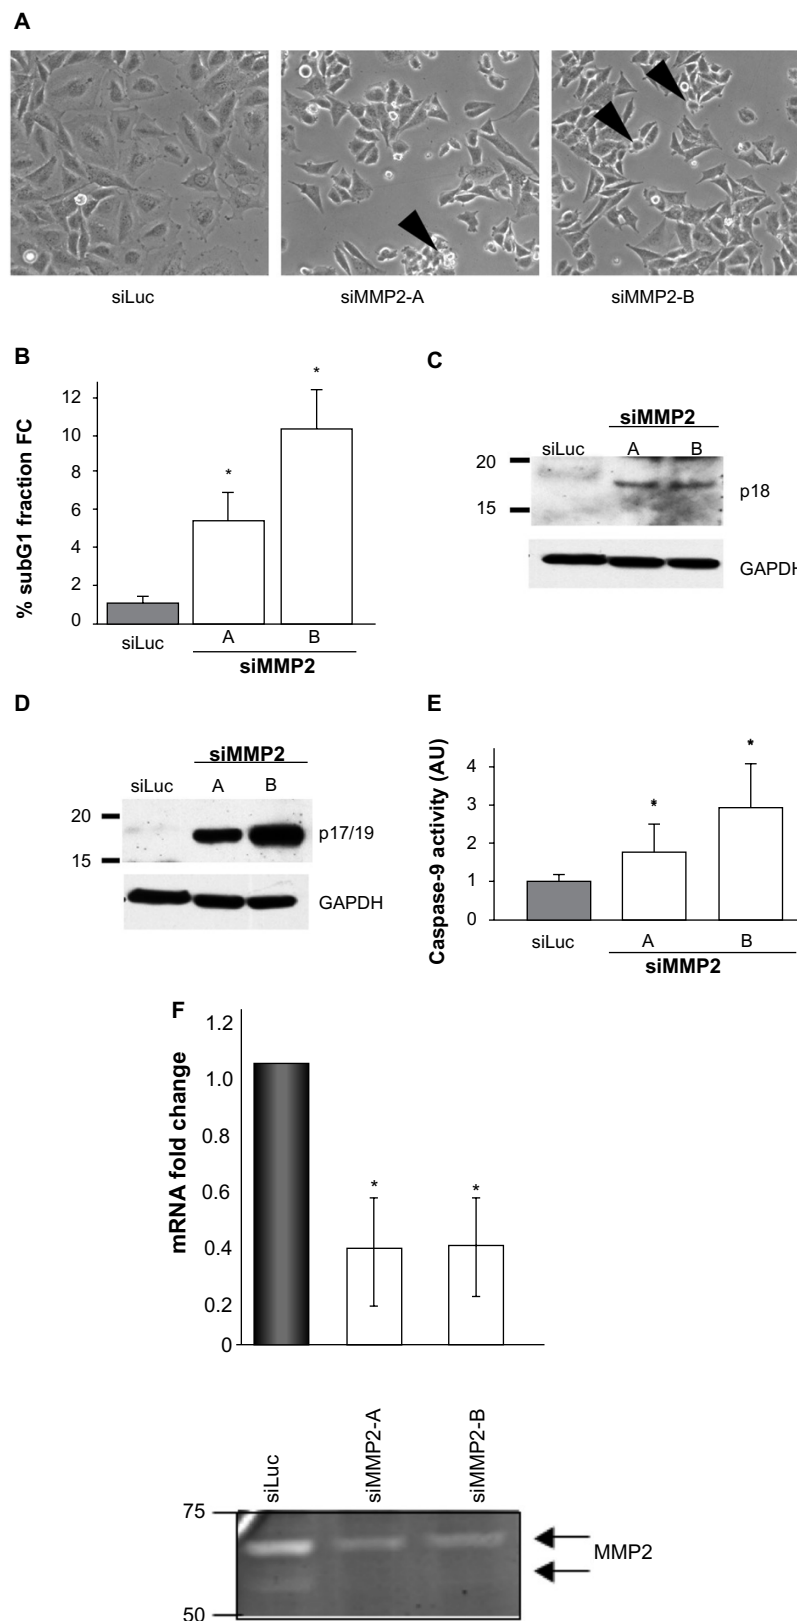 A
siLuc siMMP2-A siMMP2-B
B
% subG1 fraction FC
12
10
8
6
4
2
0
*
*
siLuc A B
siMMP2
C
siMMP2
siLuc A B
20
15
p18
GAPDH
D
siMMP2
siLuc A B
20
15
p17/19
GAPDH
E
Caspase-9 activity (AU)
4
3
2
1
0
*
*
siLuc A B
siMMP2
F
mRNA fold change
1.2
1.0
0.8
0.6
0.4
0.2
0
*
*
siLuc siMMP2-A siMMP2-B
75
50
MMP2